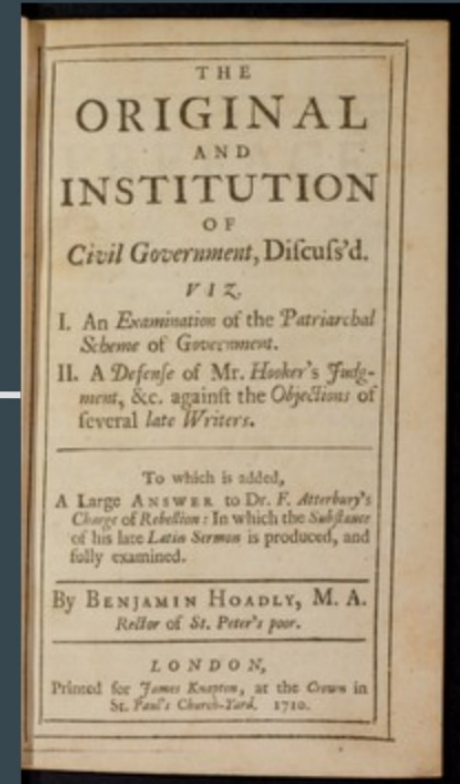 THE
ORIGINAL
AND
INSTITUTION
OF
Civil Government, Diſcuſs'd.
VIZ,
I. An Examination of the Patriarchal
Scheme of Government.
II. A Defenſe of Mr. Hooker's Judg-
ment, &c. againſt the Objections of
ſeveral late Writers.
To which is added,
A Large ANSWER to Dr. F. Atterbury's
Charge of Rebellion: In which the Subſtance
of his late Latin Sermon is produced, and
fully examined.
By BENJAMIN HOADLY, M. A.
Rector of St. Peter's poor.
LONDON,
Printed for James Knapton, at the Crown in
St. Paul's Church-Yard. 1710.